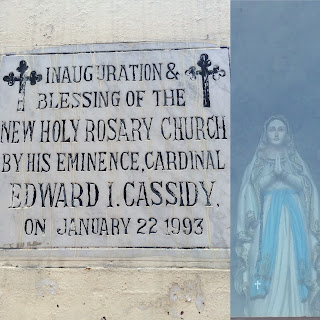 INAUGURATION &
BLESSING OF THE
NEW HOLY ROSARY CHURCH
BY HIS EMINENCE, CARDINAL
EDWARD I. CASSIDY,
ON JANUARY 22 1993